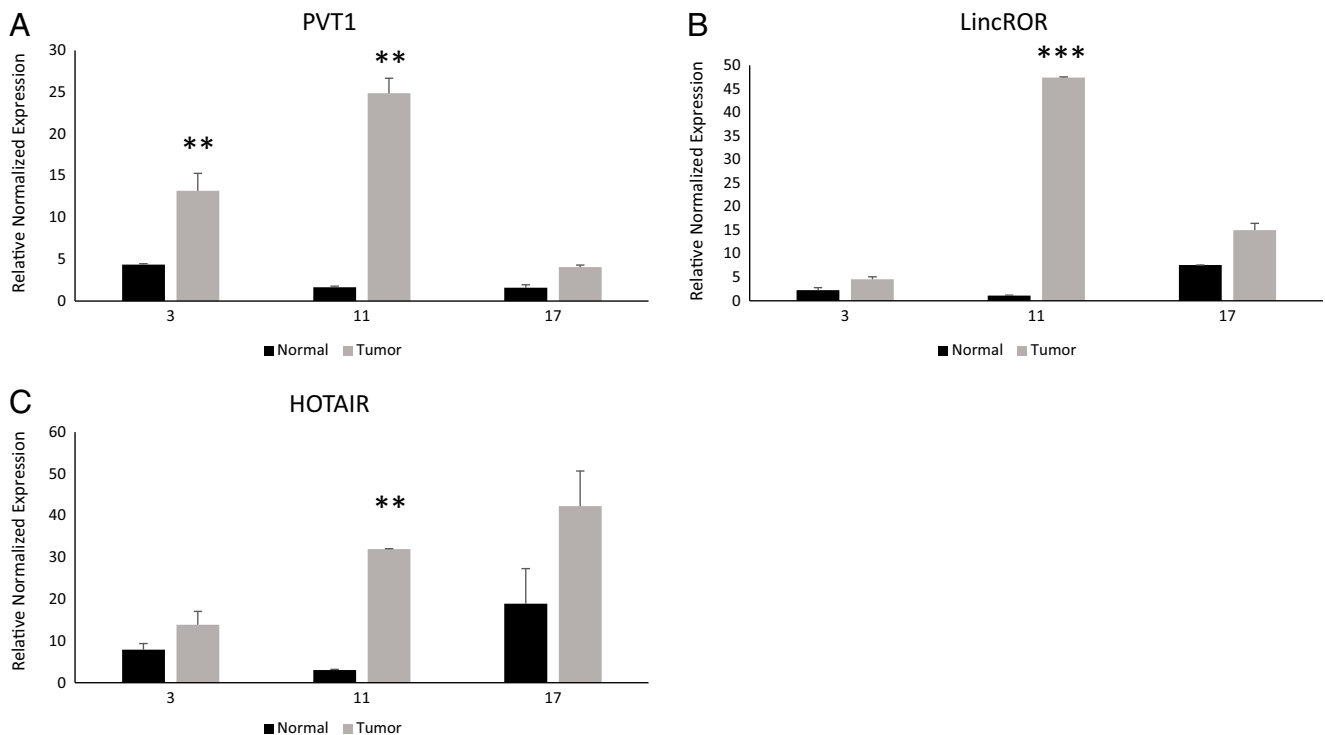 A
PVT1
Relative Normalized Expression
30
25
20
15
10
5
0
**
**
3
11
17
Normal
Tumor
B
LincROR
Relative Normalized Expression
50
45
40
35
30
25
20
15
10
5
0
***
3
11
17
Normal
Tumor
C
HOTAIR
Relative Normalized Expression
60
50
40
30
20
10
0
**
3
11
17
Normal
Tumor